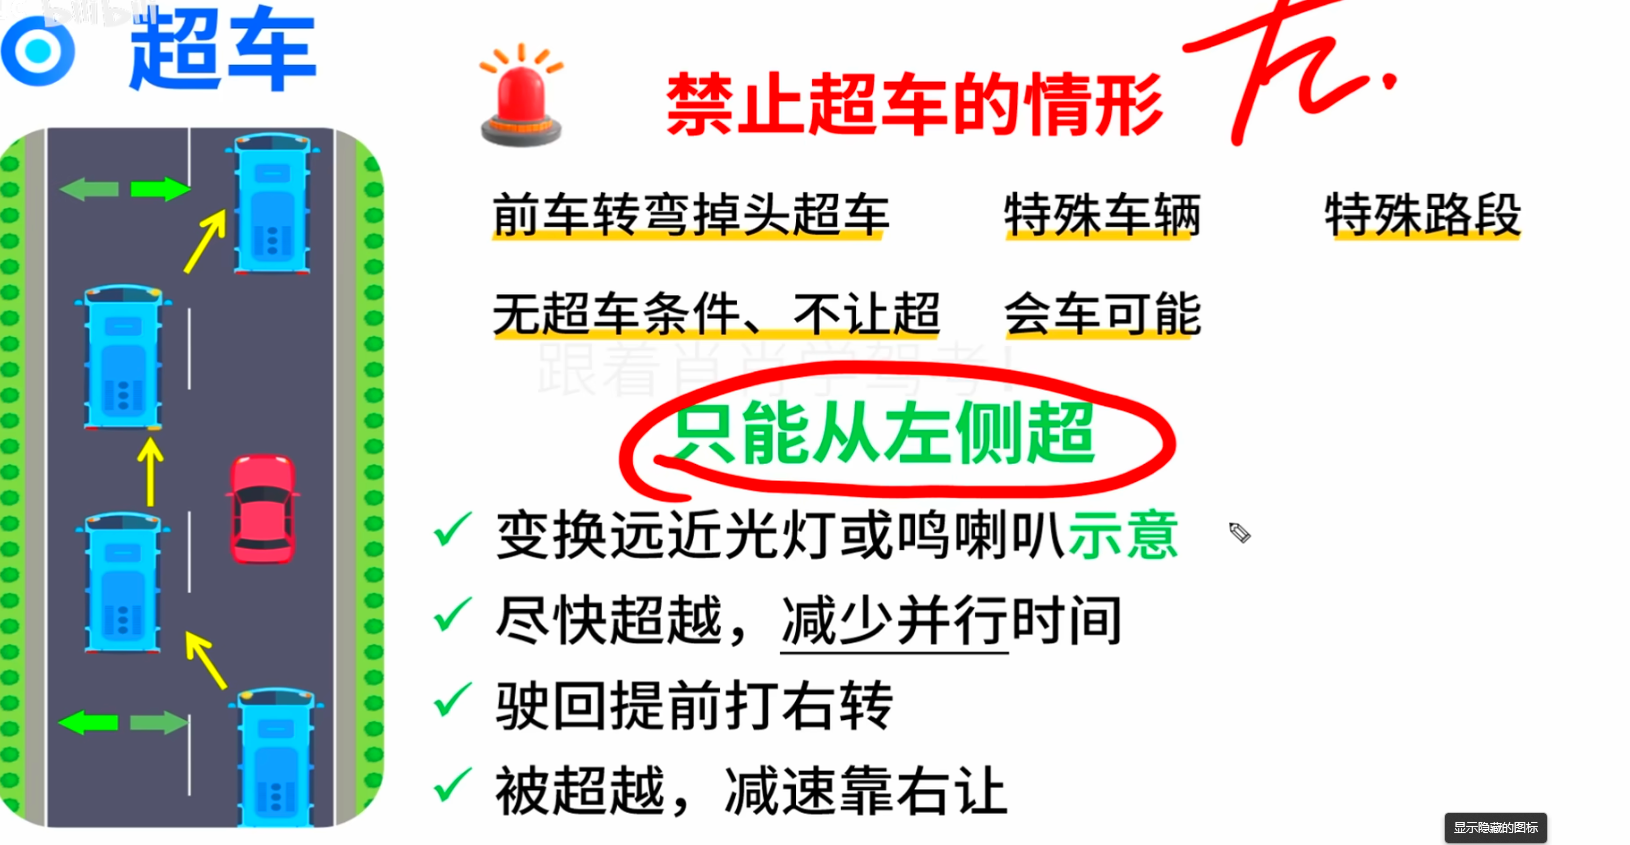 bilibili
超车
禁止超车的情形
前车转弯掉头超车 特殊车辆 特殊路段
无超车条件、不让超 会车可能
跟着肖肖学驾考!
只能从左侧超
变换远近光灯或鸣喇叭示意
尽快超越，减少并行时间
驶回提前打右转
被超越，减速靠右让
显示隐藏的图标